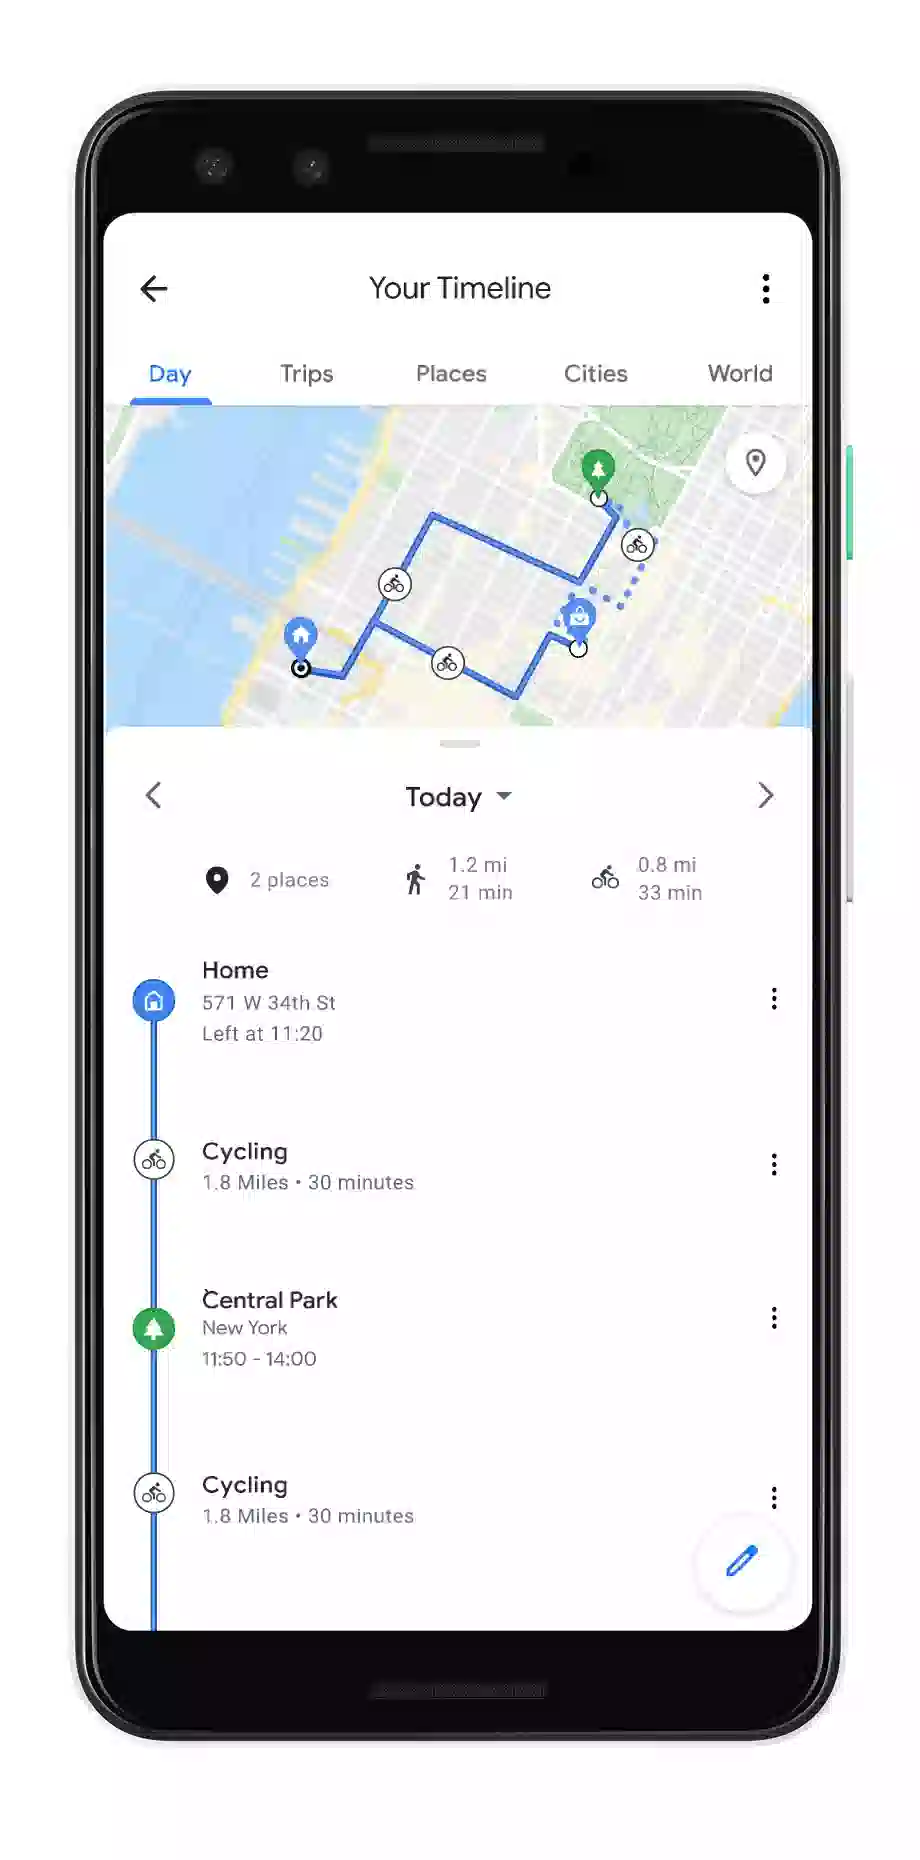 Your Timeline
Day Trips Places Cities World
Today
2 places
1.2 mi
21 min
0.8 mi
33 min
Home
571 W 34th St
Left at 11:20
Cycling
1.8 Miles • 30 minutes
Central Park
New York
11:50 - 14:00
Cycling
1.8 Miles • 30 minutes